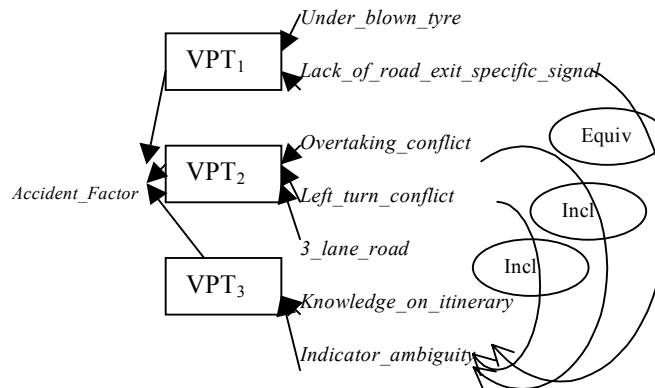 Under_blown_tyre
VPT1
Lack_of_road_exit_specific_signal
Equiv
Overtaking_conflict
VPT2
Accident_Factor
Left_turn_conflict
Incl
3_lane_road
Incl
VPT3
Knowledge_on_itinerary
Indicator_ambiguity